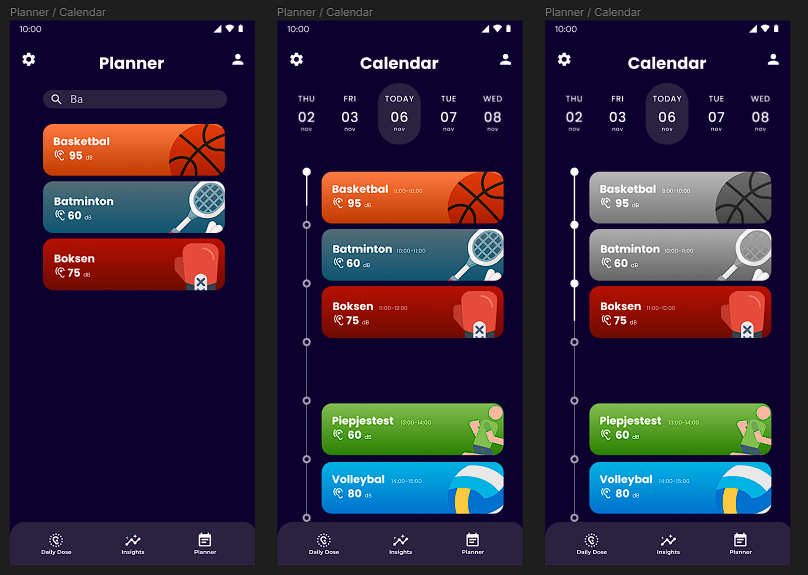 Planner / Calendar
10:00
Planner
Ba
Basketbal
95 dB
Batminton
60 dB
Boksen
75 dB
Daily Dose
Insights
Planner
Planner / Calendar
10:00
Calendar
THU
02
nov
FRI
03
nov
TODAY
06
nov
TUE
07
nov
WED
08
nov
Basketbal 9:00-10:00
95 dB
Batminton 10:00-11:00
60 dB
Boksen 11:00-12:00
75 dB
Piepjestest 13:00-14:00
60 dB
Volleybal 14:00-15:00
80 dB
Daily Dose
Insights
Planner
Planner / Calendar
10:00
Calendar
THU
02
nov
FRI
03
nov
TODAY
06
nov
TUE
07
nov
WED
08
nov
Basketbal 9:00-10:00
95 dB
Batminton 10:00-11:00
60 dB
Boksen 11:00-12:00
75 dB
Piepjestest 13:00-14:00
60 dB
Volleybal 14:00-15:00
80 dB
Daily Dose
Insights
Planner